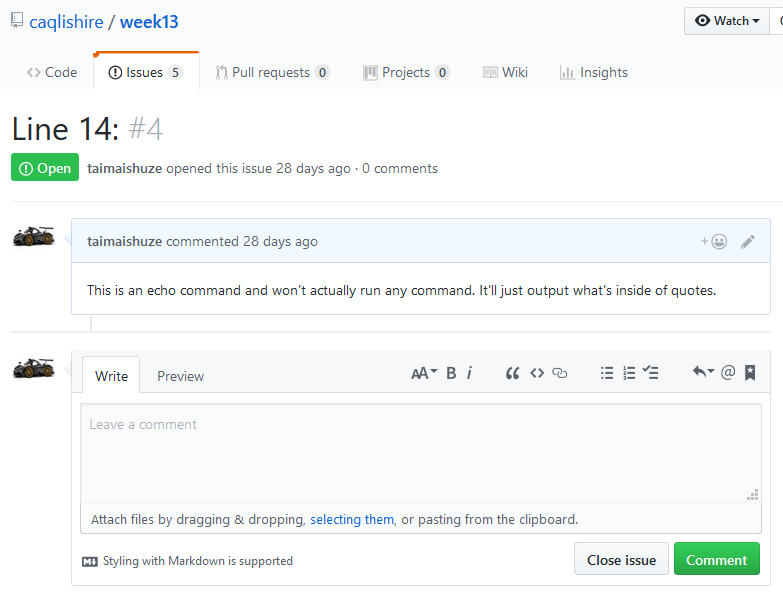 caqlishire / week13
Watch
Code Issues 5 Pull requests 0 Projects 0 Wiki Insights
Line 14: #4
Open taimaishuze opened this issue 28 days ago · 0 comments
taimaishuze commented 28 days ago
This is an echo command and won't actually run any command. It'll just output what's inside of quotes.
Write Preview AA B i
Leave a comment
Attach files by dragging & dropping, selecting them, or pasting from the clipboard.
Styling with Markdown is supported
Close issue Comment